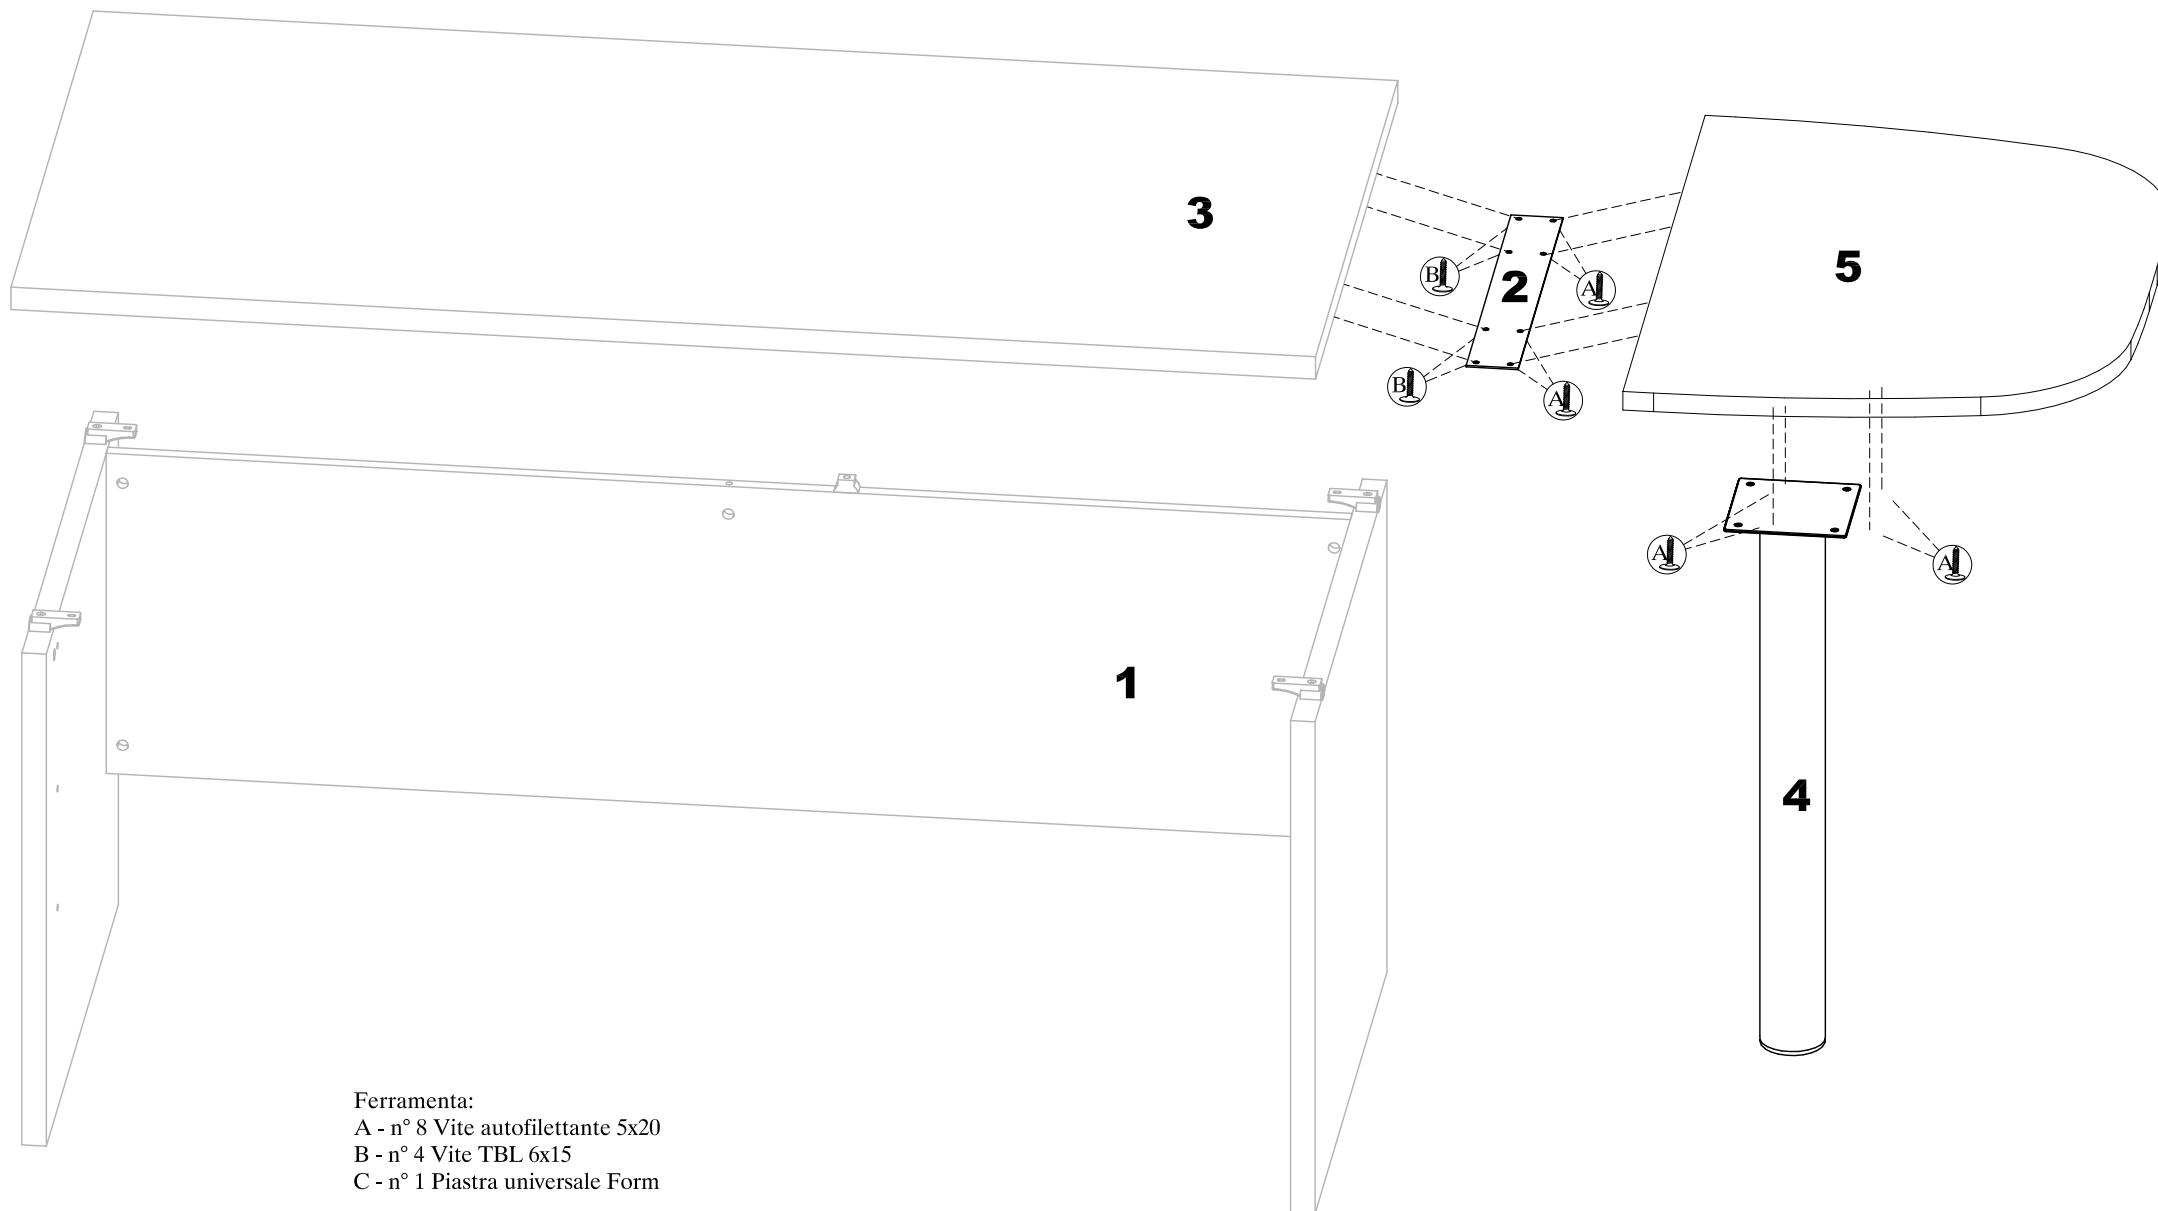 3
5
B
A
2
B
A
A
A
1
4
Ferramenta:
A - n° 8 Vite autofilettante 5x20
B - n° 4 Vite TBL 6x15
C - n° 1 Piastra universale Form